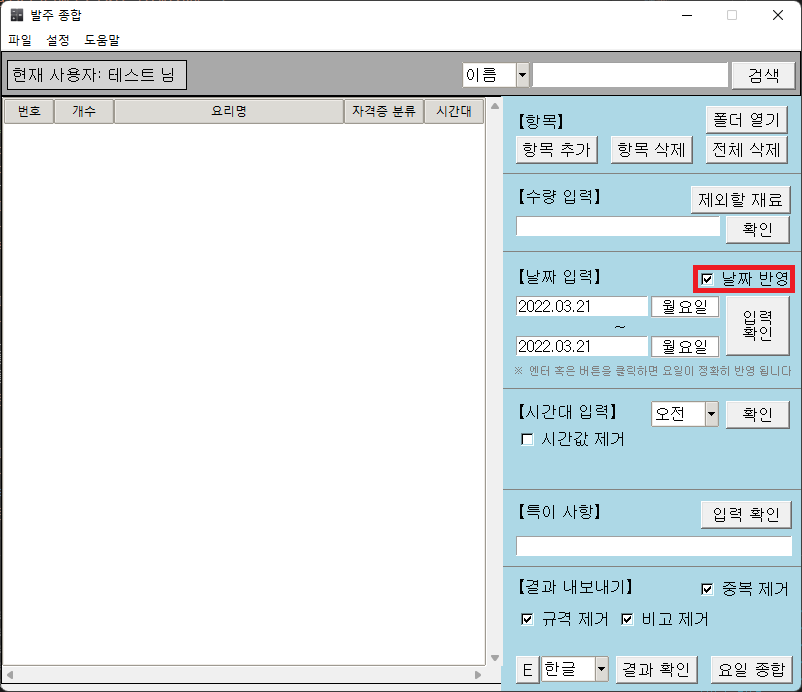 발주 종합
파일 설정 도움말
현재 사용자: 테스트 닝 이름 검색
번호 개수 요리명 자격증 분류 시간대
【항목】 폴더 열기
항목 추가 항목 삭제 전체 삭제
【수량 입력】 제외할 재료
확인
【날짜 입력】 날짜 반영
2022.03.21 월요일
~
입력 확인
2022.03.21 월요일
※ 엔터 혹은 버튼을 클릭하면 요일이 정확히 반영 됩니다
【시간대 입력】 오전 확인
시간값 제거
【특이 사항】 입력 확인
【결과 내보내기】 중복 제거
규격 제거 비고 제거
E 한글 결과 확인 요일 종합